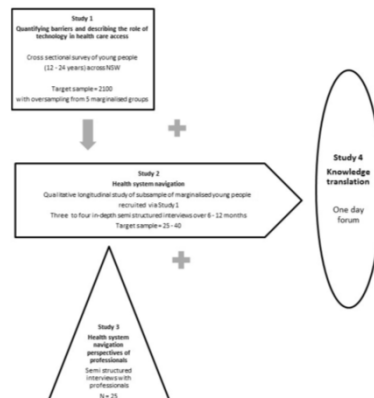 Study 1
Quantifying barriers and describing the role of
technology in health care access
Cross sectional survey of young people
(12 - 24 years) across NSW
Target sample = 2100
with oversampling from 5 marginalised groups
Study 2
Health system navigation
Qualitative longitudinal study of subsample of marginalised young people
recruited via Study 1
Three to four in-depth semi structured interviews over 6 - 12 months
Target sample = 25 - 40
Study 4
Knowledge
translation
One day
forum
Study 3
Health system
navigation
perspectives of
professionals
Semi structured
interviews with
professionals
N = 25